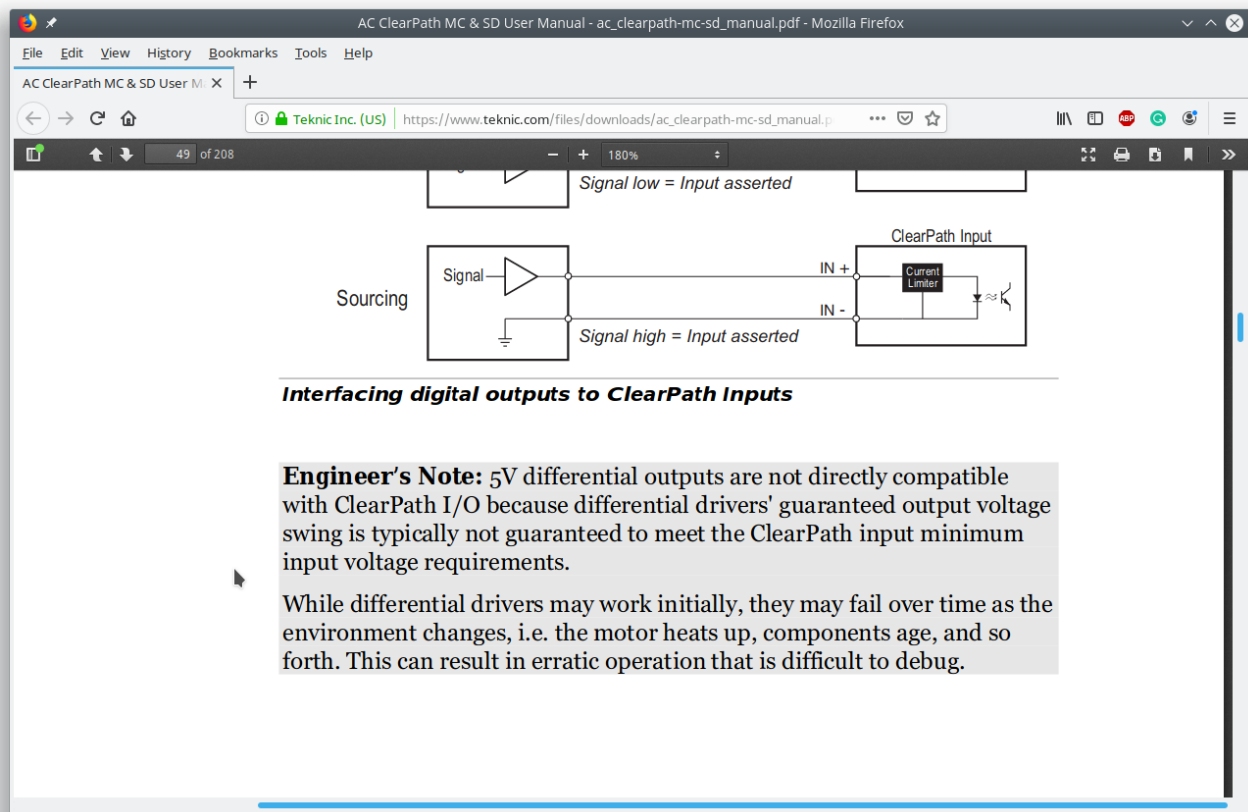 AC ClearPath MC & SD User Manual - ac_clearpath-mc-sd_manual.pdf - Mozilla Firefox
File Edit View History Bookmarks Tools Help
AC ClearPath MC & SD User M
Teknic Inc. (US) https://www.teknic.com/files/downloads/ac_clearpath-mc-sd_manual.p
ABP
49 of 208
180%
Signal low = Input asserted
ClearPath Input
Sourcing
Signal
IN +
Current
Limiter
IN -
Signal high = Input asserted
Interfacing digital outputs to ClearPath Inputs
Engineer's Note: 5V differential outputs are not directly compatible
with ClearPath I/O because differential drivers' guaranteed output voltage
swing is typically not guaranteed to meet the ClearPath input minimum
input voltage requirements.
While differential drivers may work initially, they may fail over time as the
environment changes, i.e. the motor heats up, components age, and so
forth. This can result in erratic operation that is difficult to debug.